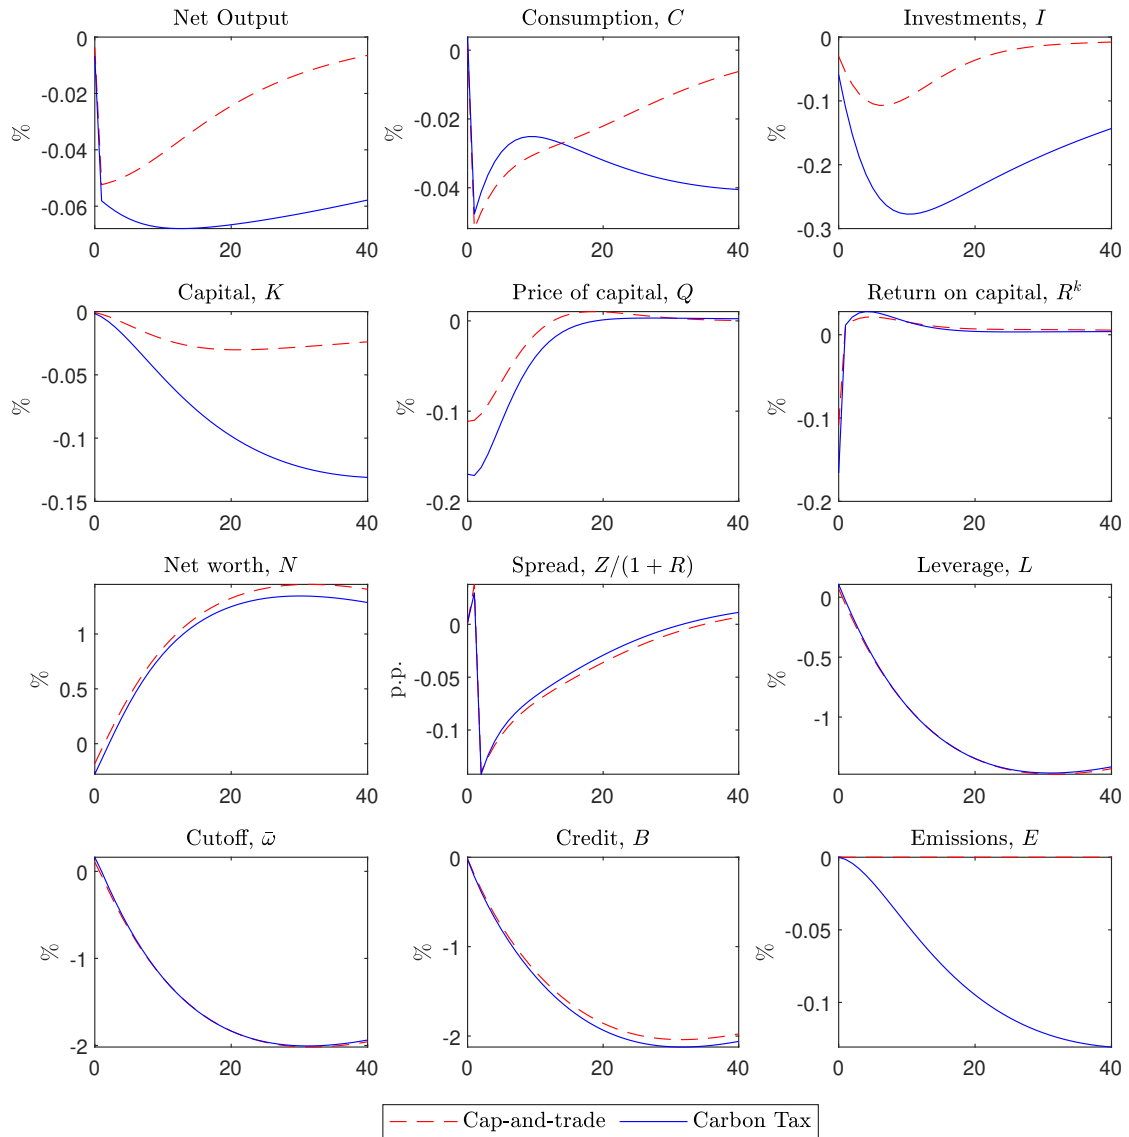 Net Output
Consumption, C
Investments, I
0
-0.02
-0.04
-0.06
%
0 20 40
0
-0.02
-0.04
%
0 20 40
0
-0.1
-0.2
-0.3
%
0 20 40
Capital, K
Price of capital, Q
Return on capital, R^k
0
-0.05
-0.1
-0.15
%
0 20 40
0
-0.1
-0.2
%
0 20 40
0
-0.1
-0.2
%
0 20 40
Net worth, N
Spread, Z/(1 + R)
Leverage, L
1
0.5
0
%
0 20 40
0
-0.05
-0.1
p.p.
0 20 40
0
-0.5
-1
%
0 20 40
Cutoff, ω̄
Credit, B
Emissions, E
0
-1
-2
%
0 20 40
0
-1
-2
%
0 20 40
0
-0.05
-0.1
%
0 20 40
Cap-and-trade Carbon Tax